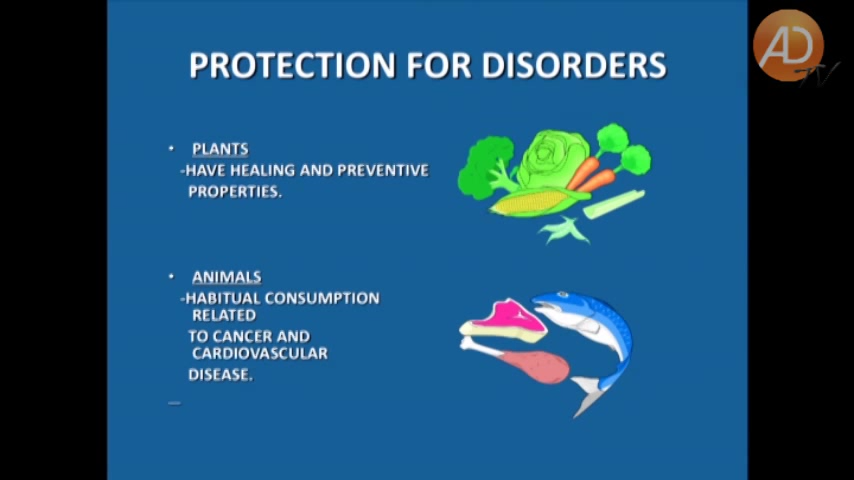 AD
TV
PROTECTION FOR DISORDERS
• PLANTS
-HAVE HEALING AND PREVENTIVE
PROPERTIES.
• ANIMALS
-HABITUAL CONSUMPTION
RELATED
TO CANCER AND
CARDIOVASCULAR
DISEASE.